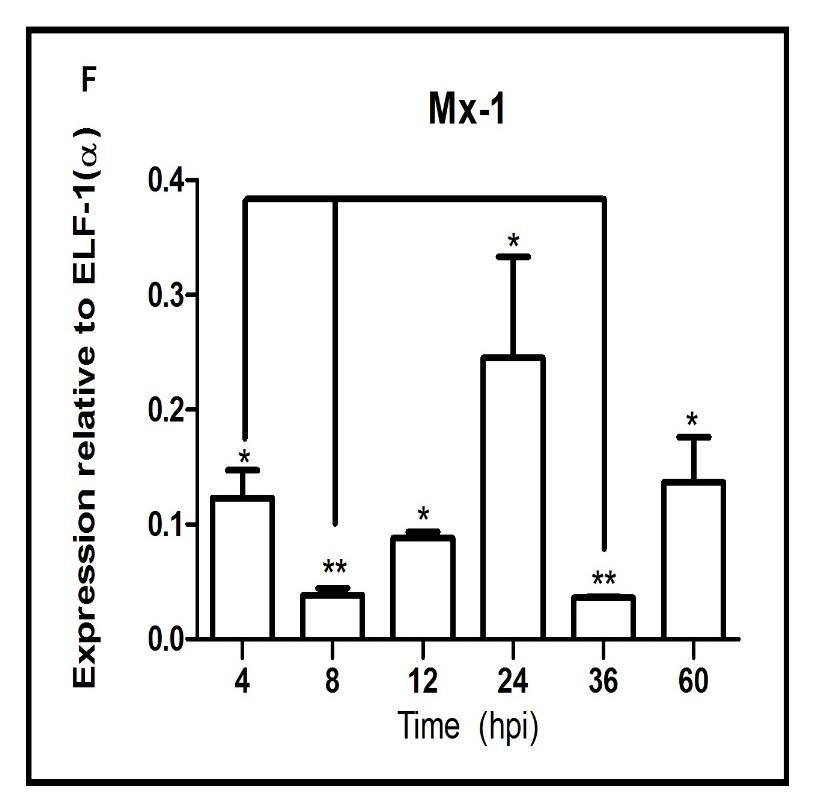 F
Mx-1
Expression relative to ELF-1(α)
0.4
0.3
0.2
0.1
0.0
*
**
*
*
**
*
4 8 12 24 36 60
Time (hpi)